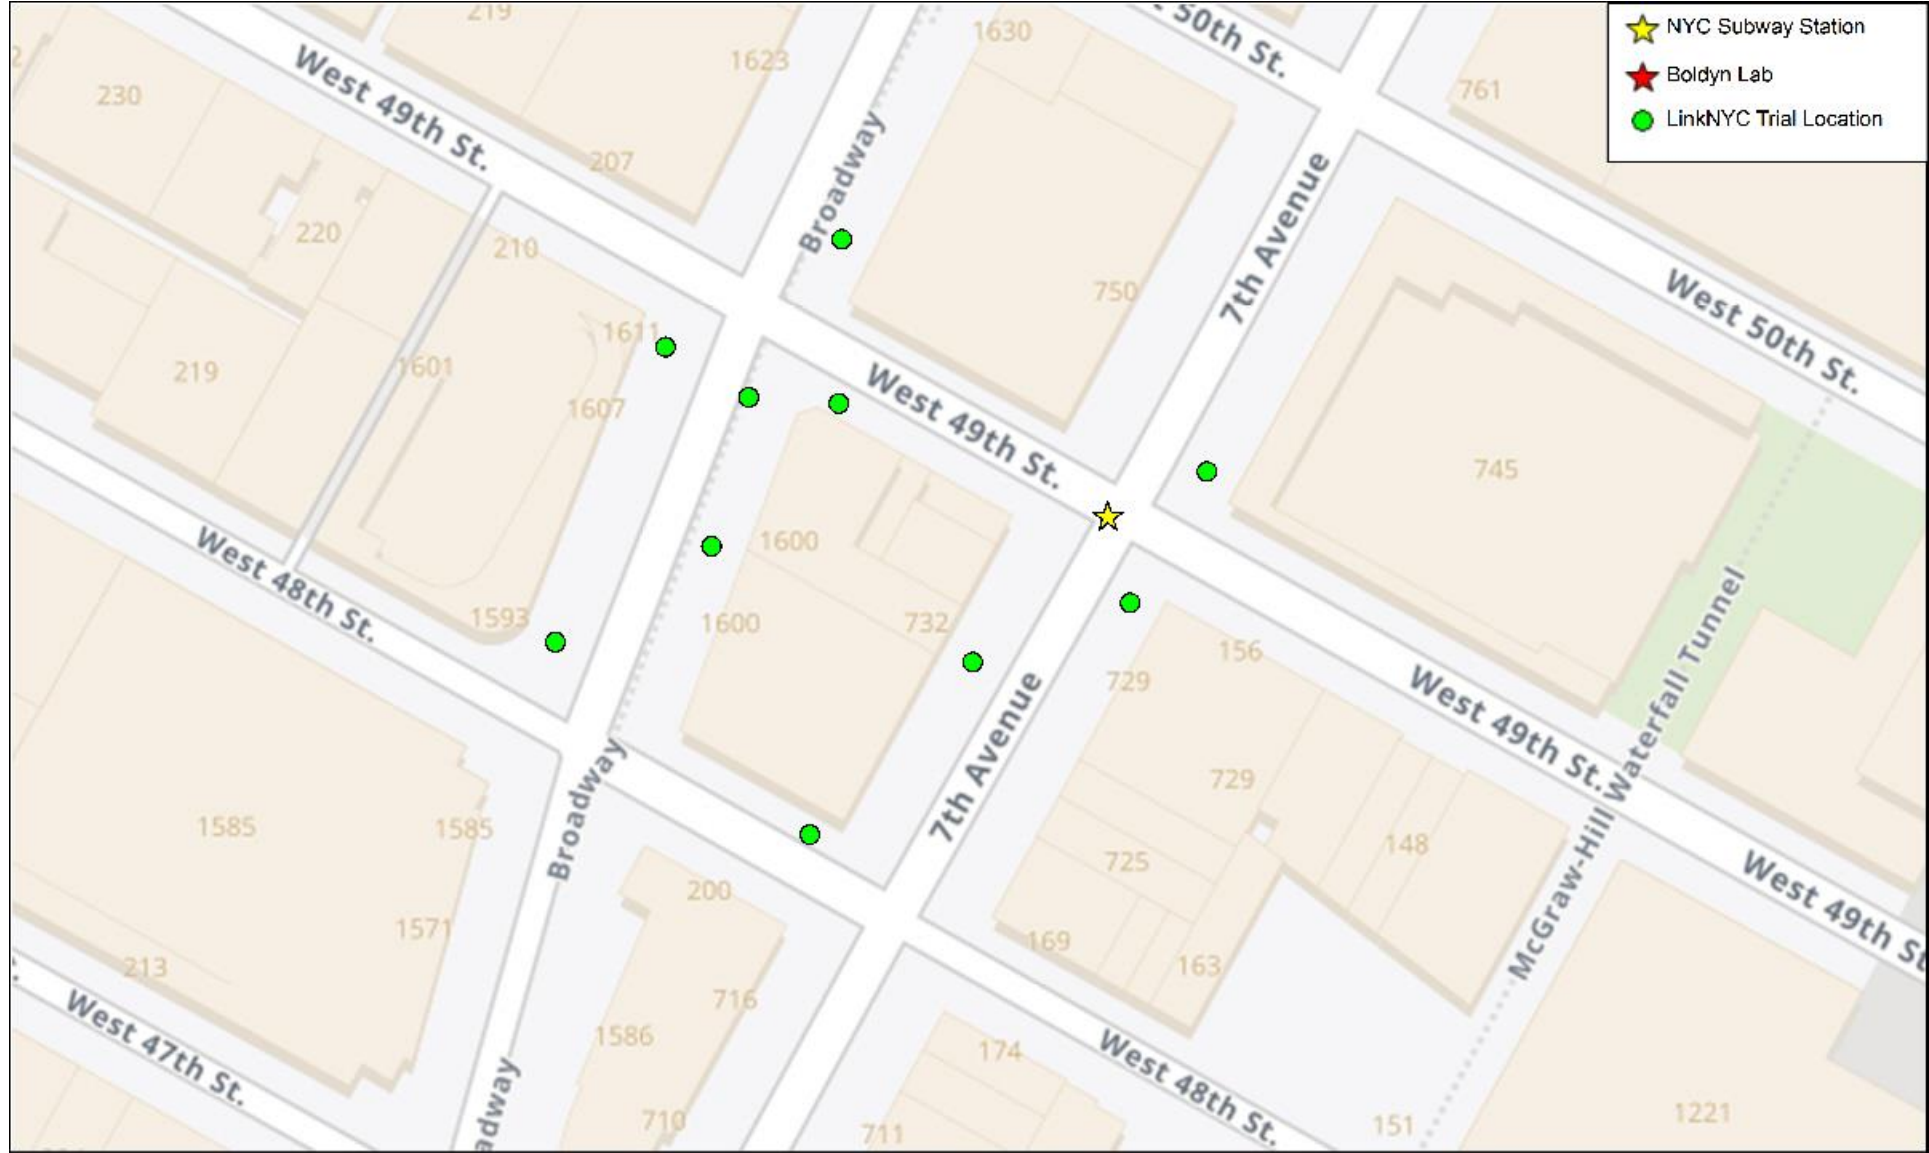 219
1630
50th St.
NYC Subway Station
Boldyn Lab
LinkNYC Trial Location
West 49th St.
1623
230
761
207
Broadway
7th Avenue
220
210
750
West 50th St.
1611
219
1601
1607
West 49th St.
745
1600
West 48th St.
1593
1600
732
156
729
7th Avenue
West 49th St.
McGraw-Hill Waterfall Tunnel
Broadway
729
1585
1585
725
148
West 49th St
200
1571
169
163
213
716
West 47th St.
1586
174
West 48th St.
adway
710
711
151
1221